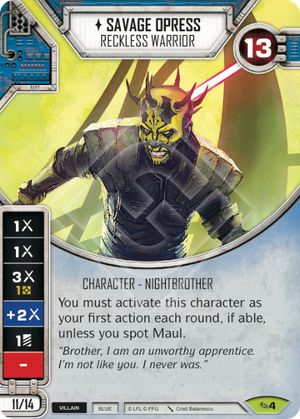 SAVAGE OPRESS
RECKLESS WARRIOR
13
1
1
3
1
+2
1
-
CHARACTER - NIGHTBROTHER
You must activate this character as
your first action each round, if able,
unless you spot Maul.
"Brother, I am an unworthy apprentice.
I'm not like you. I never was."
11/14
VILLAIN
BLUE
© LFL © FFG
Cristi Balanescu
4